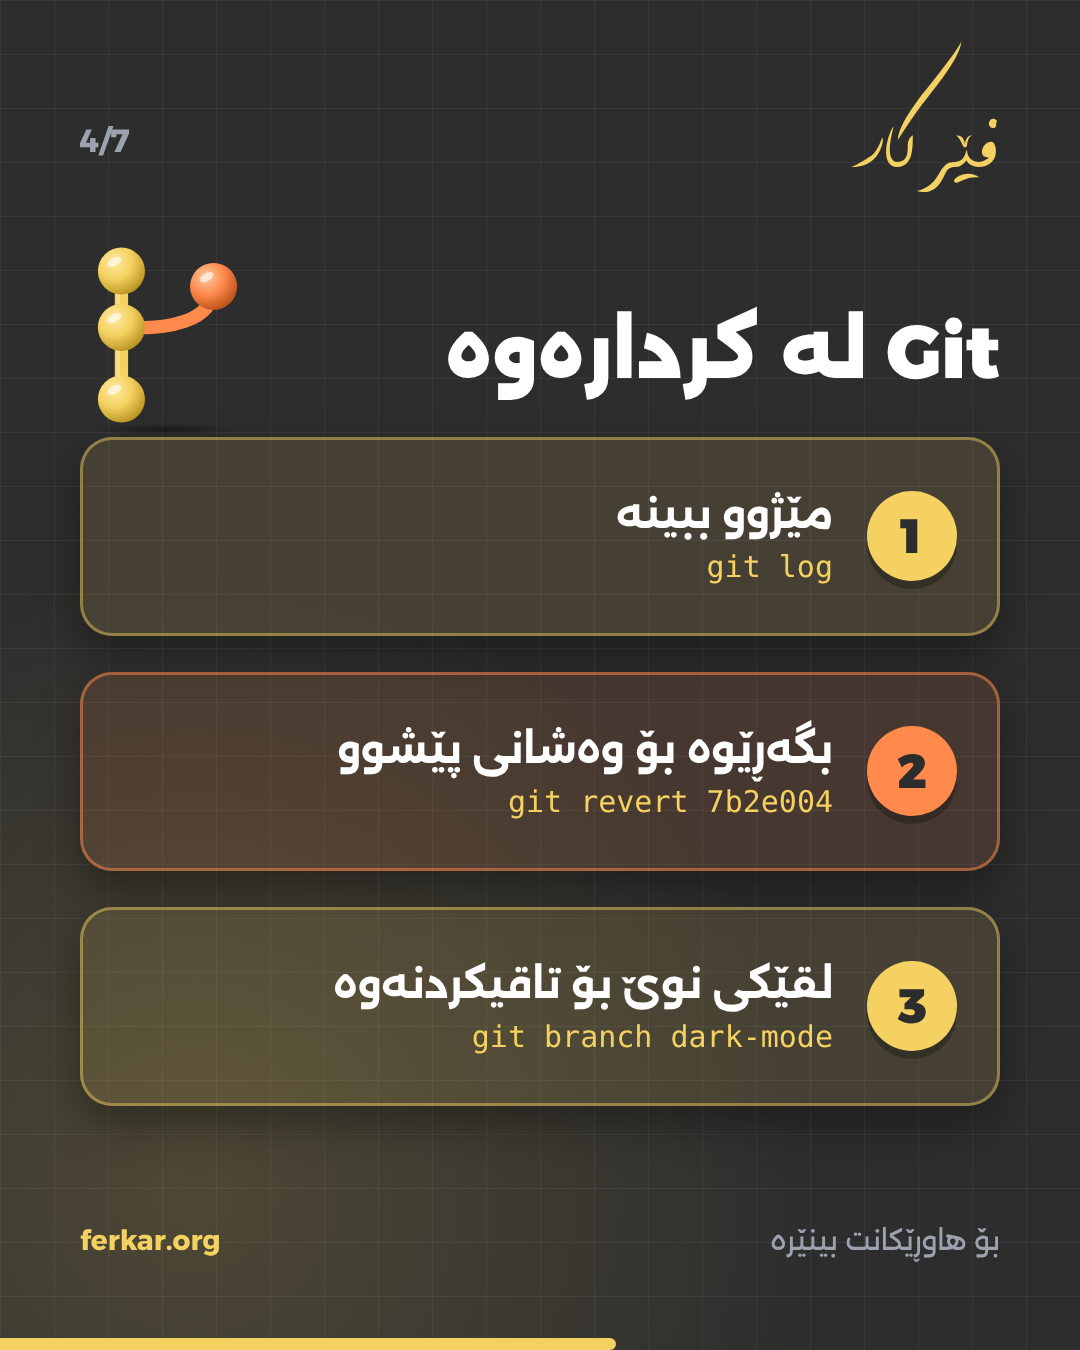 فێرکار
4/7
Git لە کردارەوە
1
مێژوو ببینە
git log
2
بگەڕێوە بۆ وەشانی پێشوو
git revert 7b2e004
3
لقێکی نوێ بۆ تاقیکردنەوە
git branch dark-mode
بۆ هاوڕێکانت بینێرە
ferkar.org